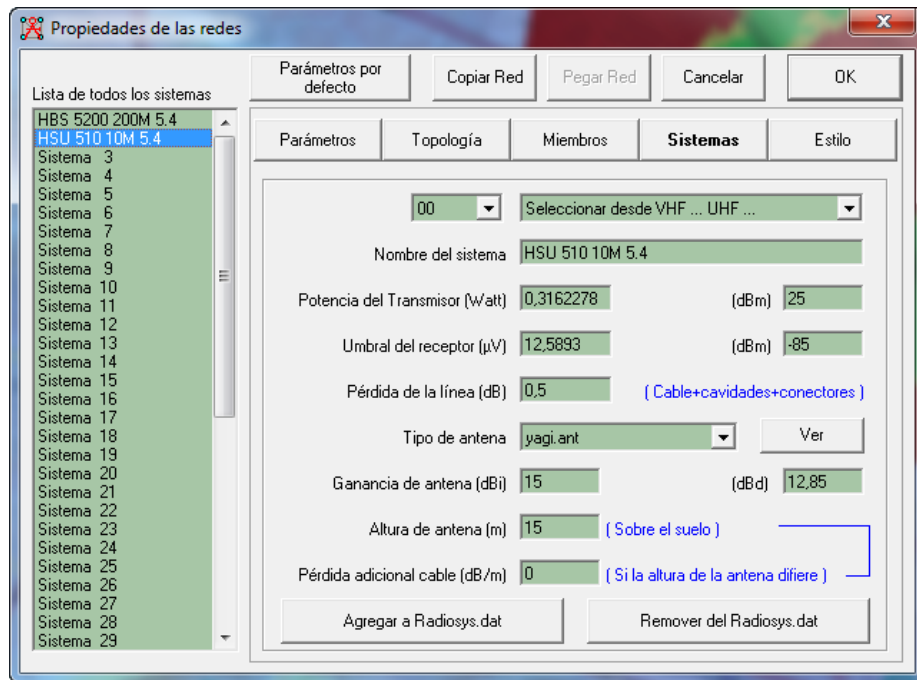 Propiedades de las redes
x
Parámetros por
defecto
Copiar Red
Pegar Red
Cancelar
OK
Lista de todos los sistemas
HBS 5200 200M 5.4
HSU 510 10M 5.4
Sistema 3
Sistema 4
Sistema 5
Sistema 6
Sistema 7
Sistema 8
Sistema 9
Sistema 10
Sistema 11
Sistema 12
Sistema 13
Sistema 14
Sistema 15
Sistema 16
Sistema 17
Sistema 18
Sistema 19
Sistema 20
Sistema 21
Sistema 22
Sistema 23
Sistema 24
Sistema 25
Sistema 26
Sistema 27
Sistema 28
Sistema 29
Parámetros Topología Miembros Sistemas Estilo
00 Seleccionar desde VHF ... UHF ...
Nombre del sistema HSU 510 10M 5.4
Potencia del Transmisor (Watt) 0,3162278 (dBm) 25
Umbral del receptor (µV) 12,5893 (dBm) -85
Pérdida de la línea (dB) 0,5 ( Cable+cavidades+conectores )
Tipo de antena yagi.ant Ver
Ganancia de antena (dBi) 15 (dBd) 12,85
Altura de antena (m) 15 ( Sobre el suelo )
Pérdida adicional cable (dB/m) 0 ( Si la altura de la antena difiere )
Agregar a Radiosys.dat Remover del Radiosys.dat